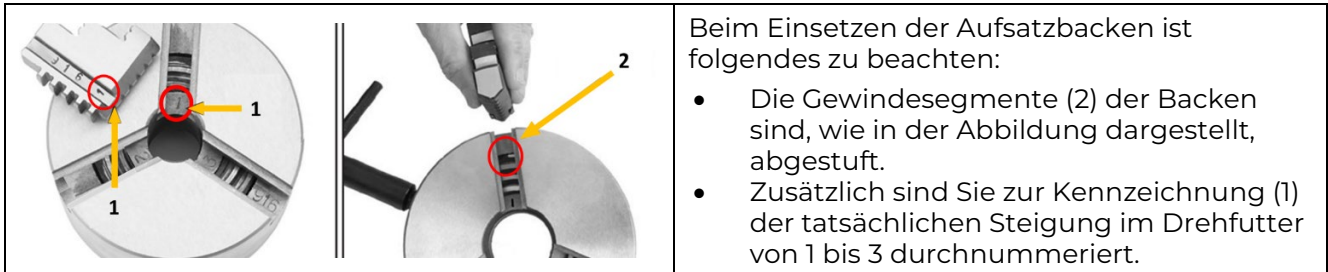 1
1
2
Beim Einsetzen der Aufsatzbacken ist
folgendes zu beachten:
• Die Gewindesegmente (2) der Backen
sind, wie in der Abbildung dargestellt,
abgestuft.
• Zusätzlich sind Sie zur Kennzeichnung (1)
der tatsächlichen Steigung im Drehfutter
von 1 bis 3 durchnummeriert.